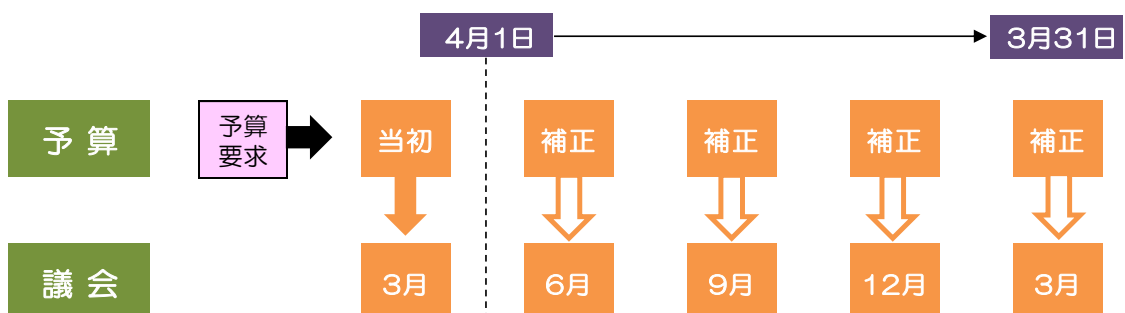 4月1日
3月31日
予算
予算
要求
当初
補正
補正
補正
補正
議会
3月
6月
9月
12月
3月